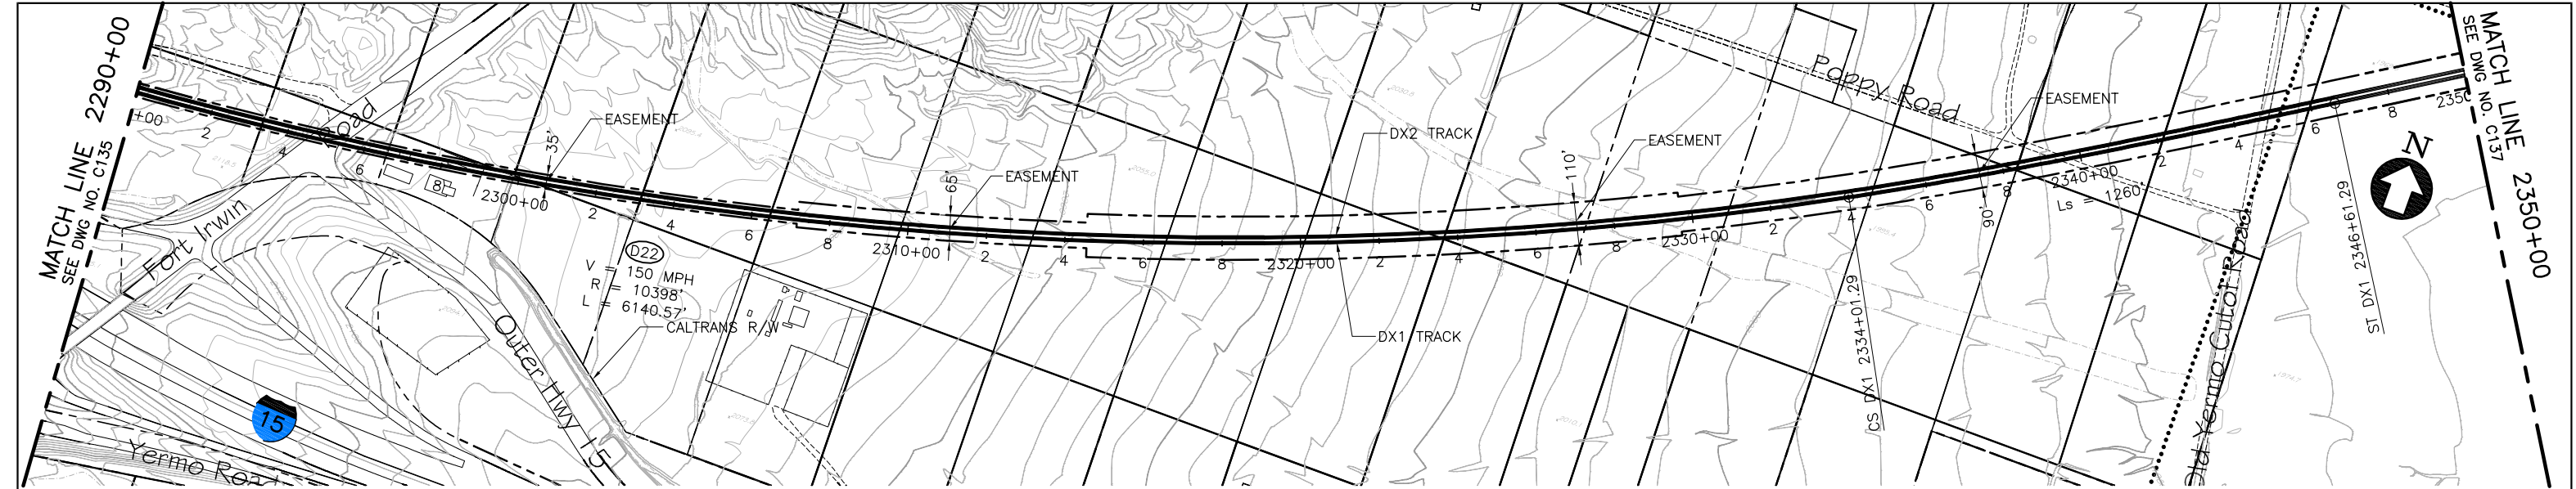 MATCH LINE 2290+00
SEE DWG NO. C135
+00
2
4
6
8
2300+00
2
4
6
8
2310+00
2
4
6
8
2320+00
2
4
6
8
2330+00
2
4
6
8
2340+00
2
4
6
8
2350
Road
Fort Irwin
35'
EASEMENT
65'
EASEMENT
DX2 TRACK
110'
EASEMENT
Poppy Road
EASEMENT
90'
Ls = 1260'
D22
V = 150 MPH
R = 10398'
L = 6140.57'
CALTRANS R/W
DX1 TRACK
Outer Hwy 15
15
Yermo Road
CS DX1 2334+01.29
Old Yermo Cutof Road
ST DX1 2346+61.29
N
MATCH LINE 2350+00
SEE DWG NO. C137